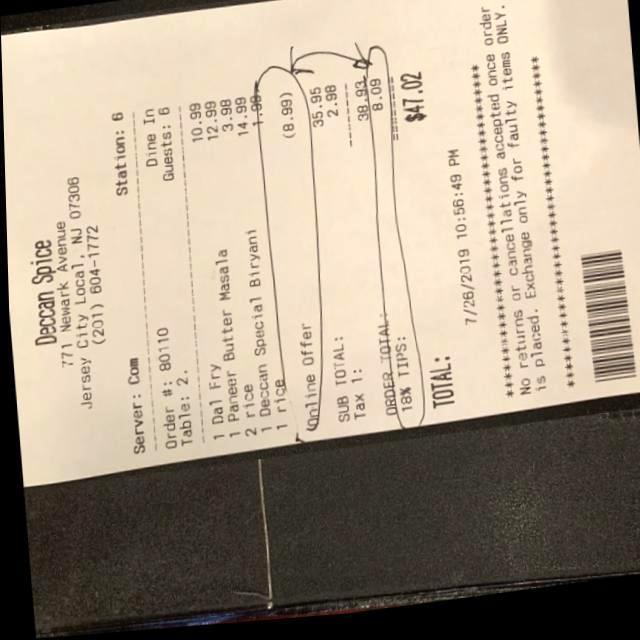 Deccan Spice
771 Newark Avenue
Jersey City Local, NJ 07306
(201) 604-1772
Server: Com Station: 6
Order #: 80110 Dine In
Table: 2. Guests: 6
1 Dal Fry 10.99
1 Paneer Butter Masala 12.99
2 rice 3.98
1 Deccan Special Biryani 14.99
1 rice 1.99
Online Offer (8.99)
SUB TOTAL: 35.95
Tax 1: 2.98
ORDER TOTAL: 38.93
18% TIPS: 8.09
TOTAL: $47.02
7/26/2019 10:56:49 PM
No returns or cancellations accepted once order
is placed. Exchange only for faulty items ONLY.